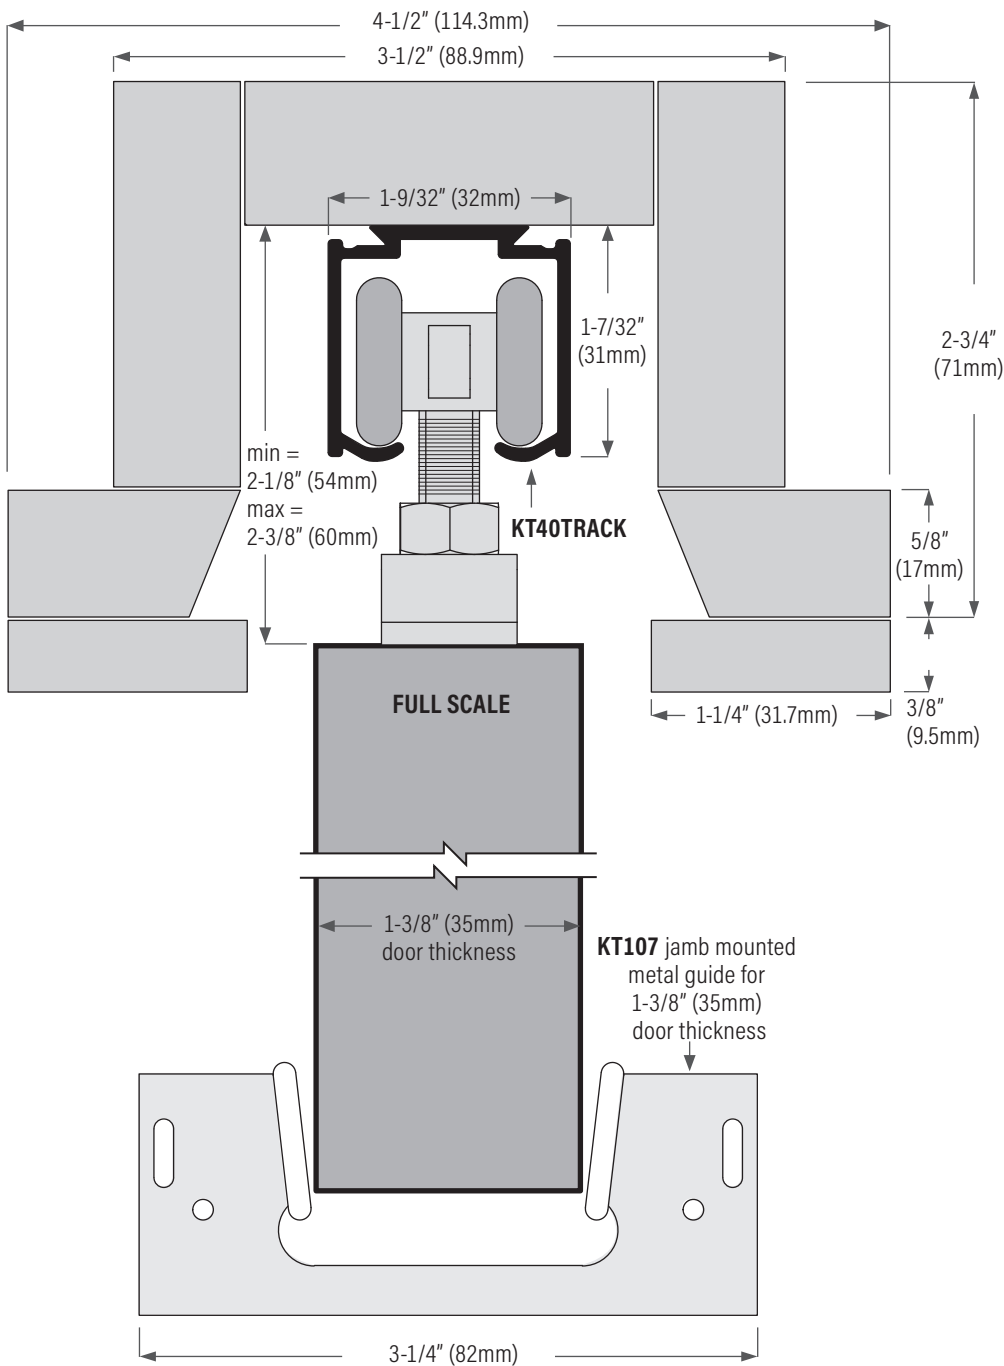 4-1/2" (114.3mm)
3-1/2" (88.9mm)
1-9/32" (32mm)
1-7/32"
(31mm)
2-3/4"
(71mm)
min =
2-1/8" (54mm)
max =
2-3/8" (60mm)
KT40TRACK
5/8"
(17mm)
FULL SCALE
1-1/4" (31.7mm)
3/8"
(9.5mm)
1-3/8" (35mm)
door thickness
KT107 jamb mounted
metal guide for
1-3/8" (35mm)
door thickness
3-1/4" (82mm)